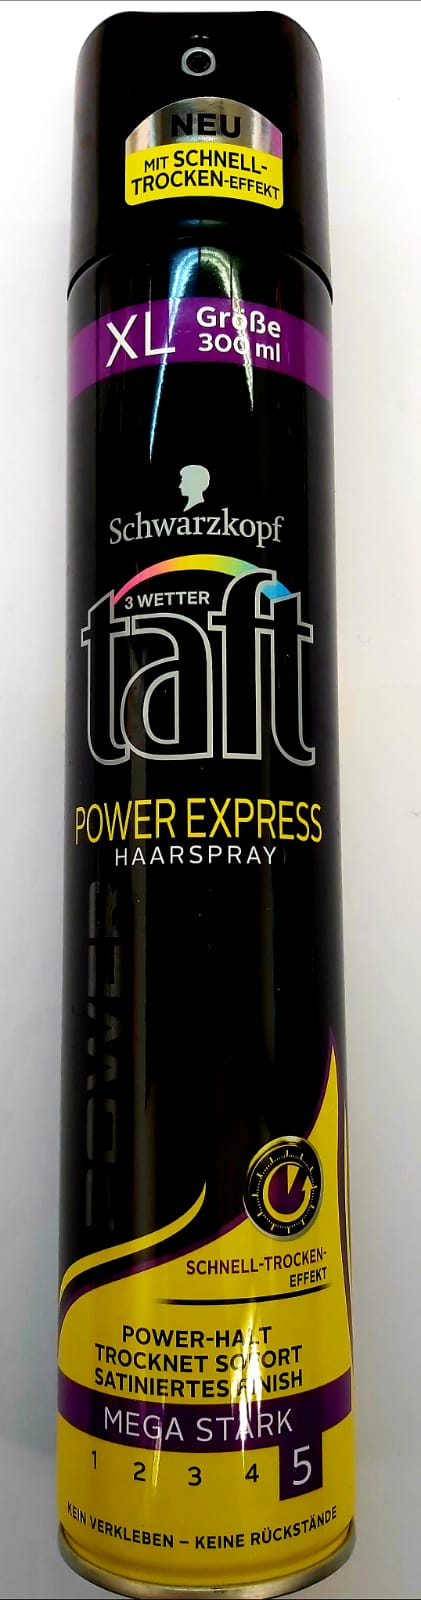 NEU
MIT SCHNELL-
TROCKEN-EFFEKT
XL Größe
300 ml
Schwarzkopf
3 WETTER
taft
POWER EXPRESS
HAARSPRAY
POWER
SCHNELL-TROCKEN-
EFFEKT
POWER-HALT
TROCKNET SOFORT
SATINIERTES FINISH
MEGA STARK
1 2 3 4 5
KEIN VERKLEBEN – KEINE RÜCKSTÄNDE